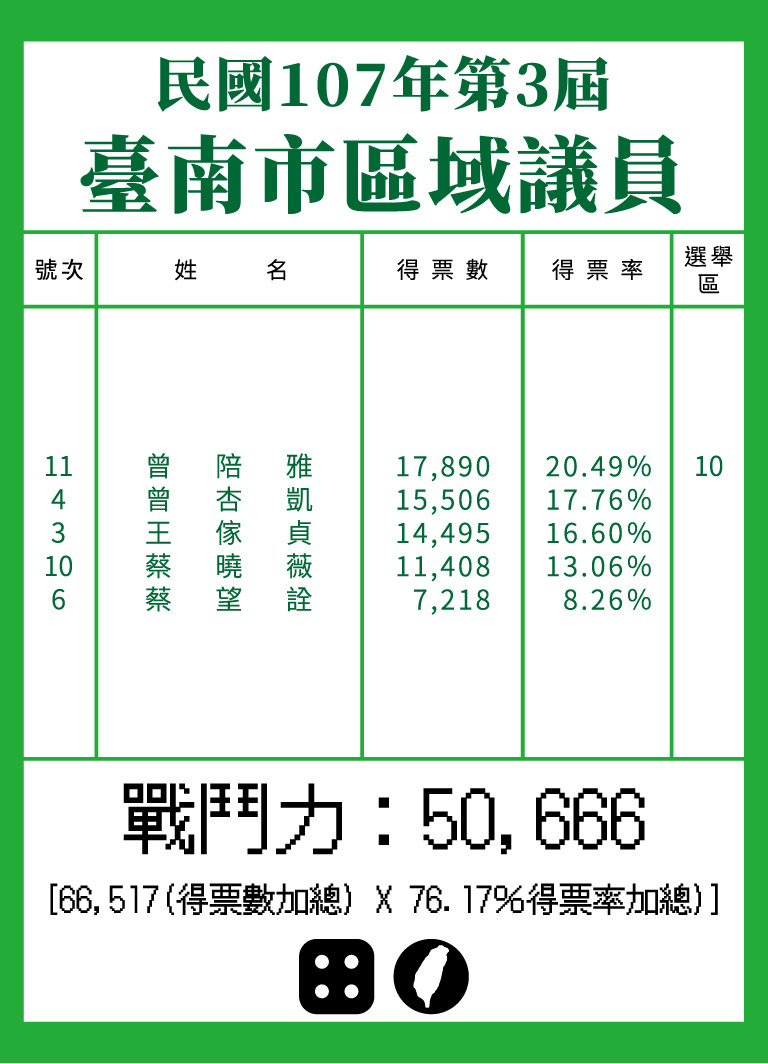 民國107年第3屆
臺南市區域議員
號次 姓名 得票數 得票率 選舉區
11 曾陪雅 17,890 20.49% 10
4 曾杏凱 15,506 17.76%
3 王傢貞 14,495 16.60%
10 蔡曉薇 11,408 13.06%
6 蔡望詮 7,218 8.26%
戰鬥力：50,666
[66,517(得票數加總) X 76.17%得票率加總)]